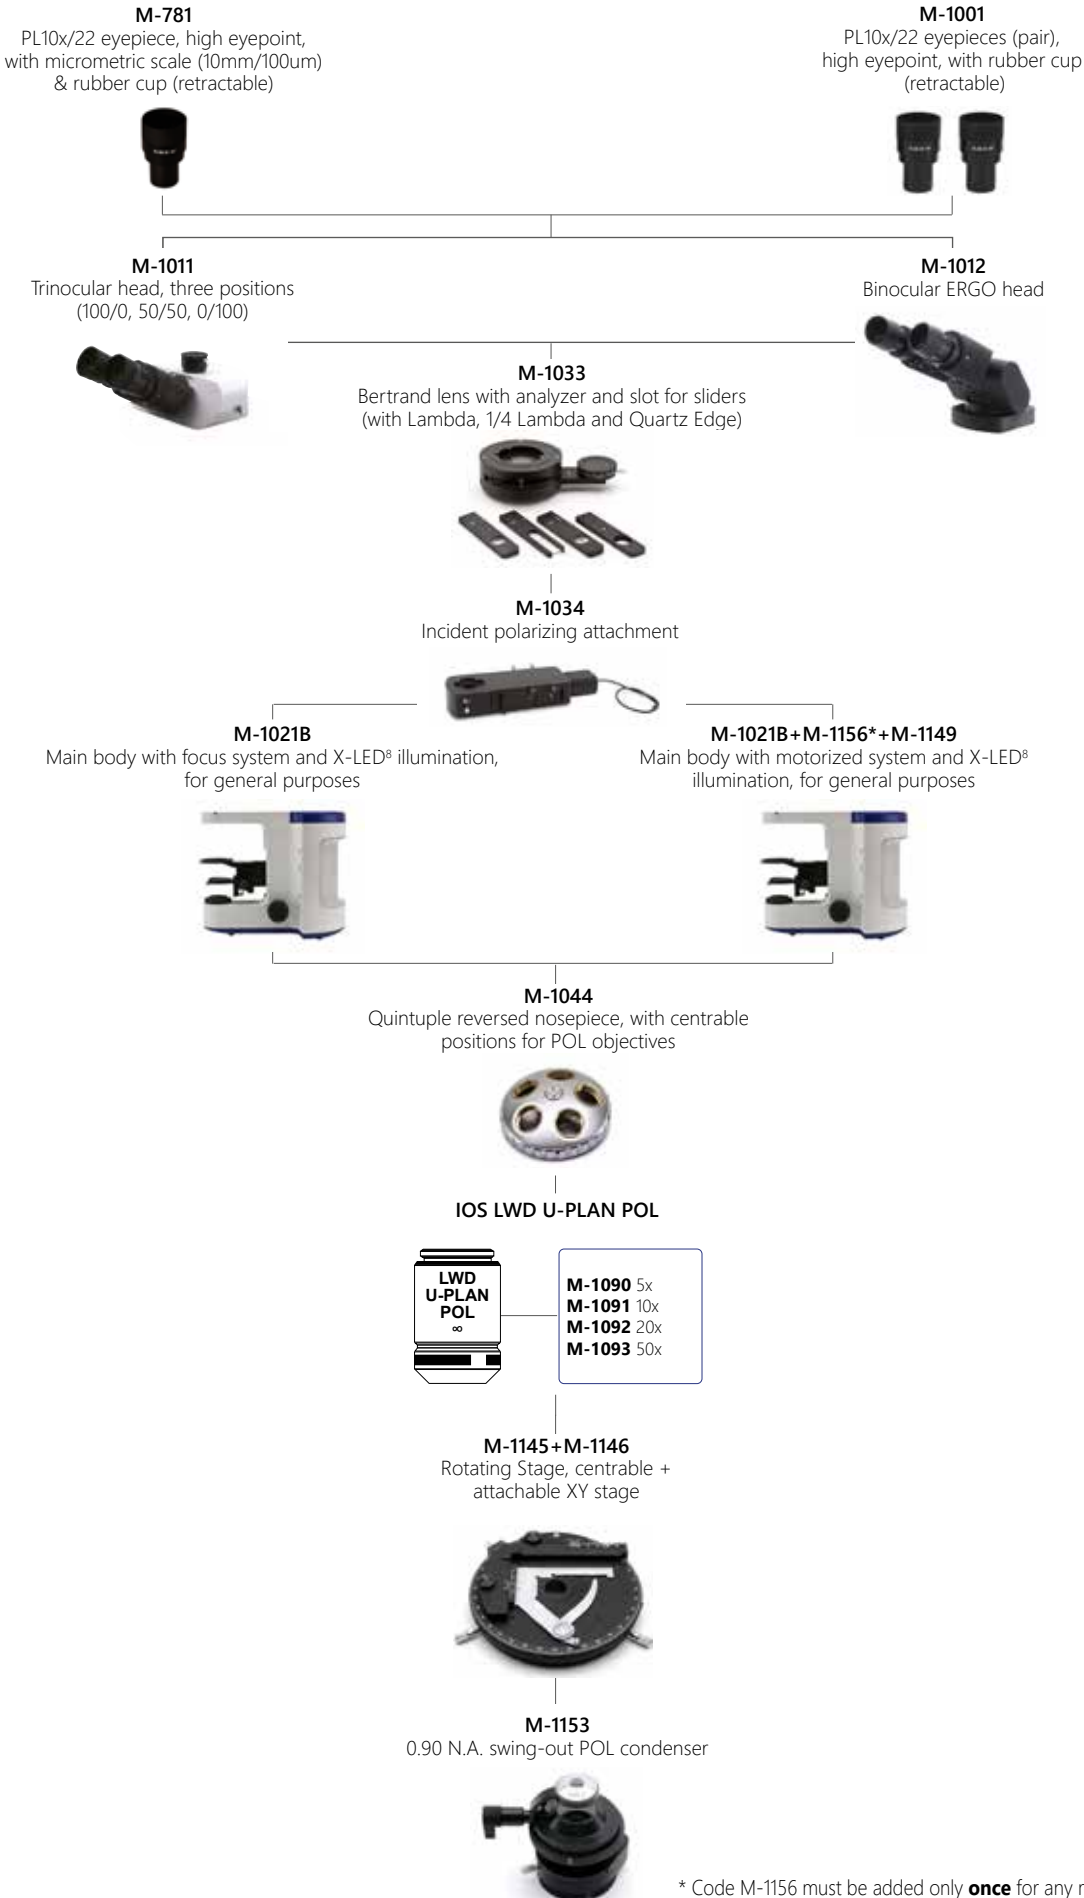 M-781
PL10x/22 eyepiece, high eyepoint,
with micrometric scale (10mm/100um)
& rubber cup (retractable)
M-1001
PL10x/22 eyepieces (pair),
high eyepoint, with rubber cup
(retractable)
M-1011
Trinocular head, three positions
(100/0, 50/50, 0/100)
M-1012
Binocular ERGO head
M-1033
Bertrand lens with analyzer and slot for sliders
(with Lambda, 1/4 Lambda and Quartz Edge)
M-1034
Incident polarizing attachment
M-1021B
Main body with focus system and X-LED⁸ illumination,
for general purposes
M-1021B+M-1156*+M-1149
Main body with motorized system and X-LED⁸
illumination, for general purposes
M-1044
Quintuple reversed nosepiece, with centrable
positions for POL objectives
IOS LWD U-PLAN POL
LWD
U-PLAN
POL
∞
M-1090 5x
M-1091 10x
M-1092 20x
M-1093 50x
M-1145+M-1146
Rotating Stage, centrable +
attachable XY stage
M-1153
0.90 N.A. swing-out POL condenser
* Code M-1156 must be added only once for any